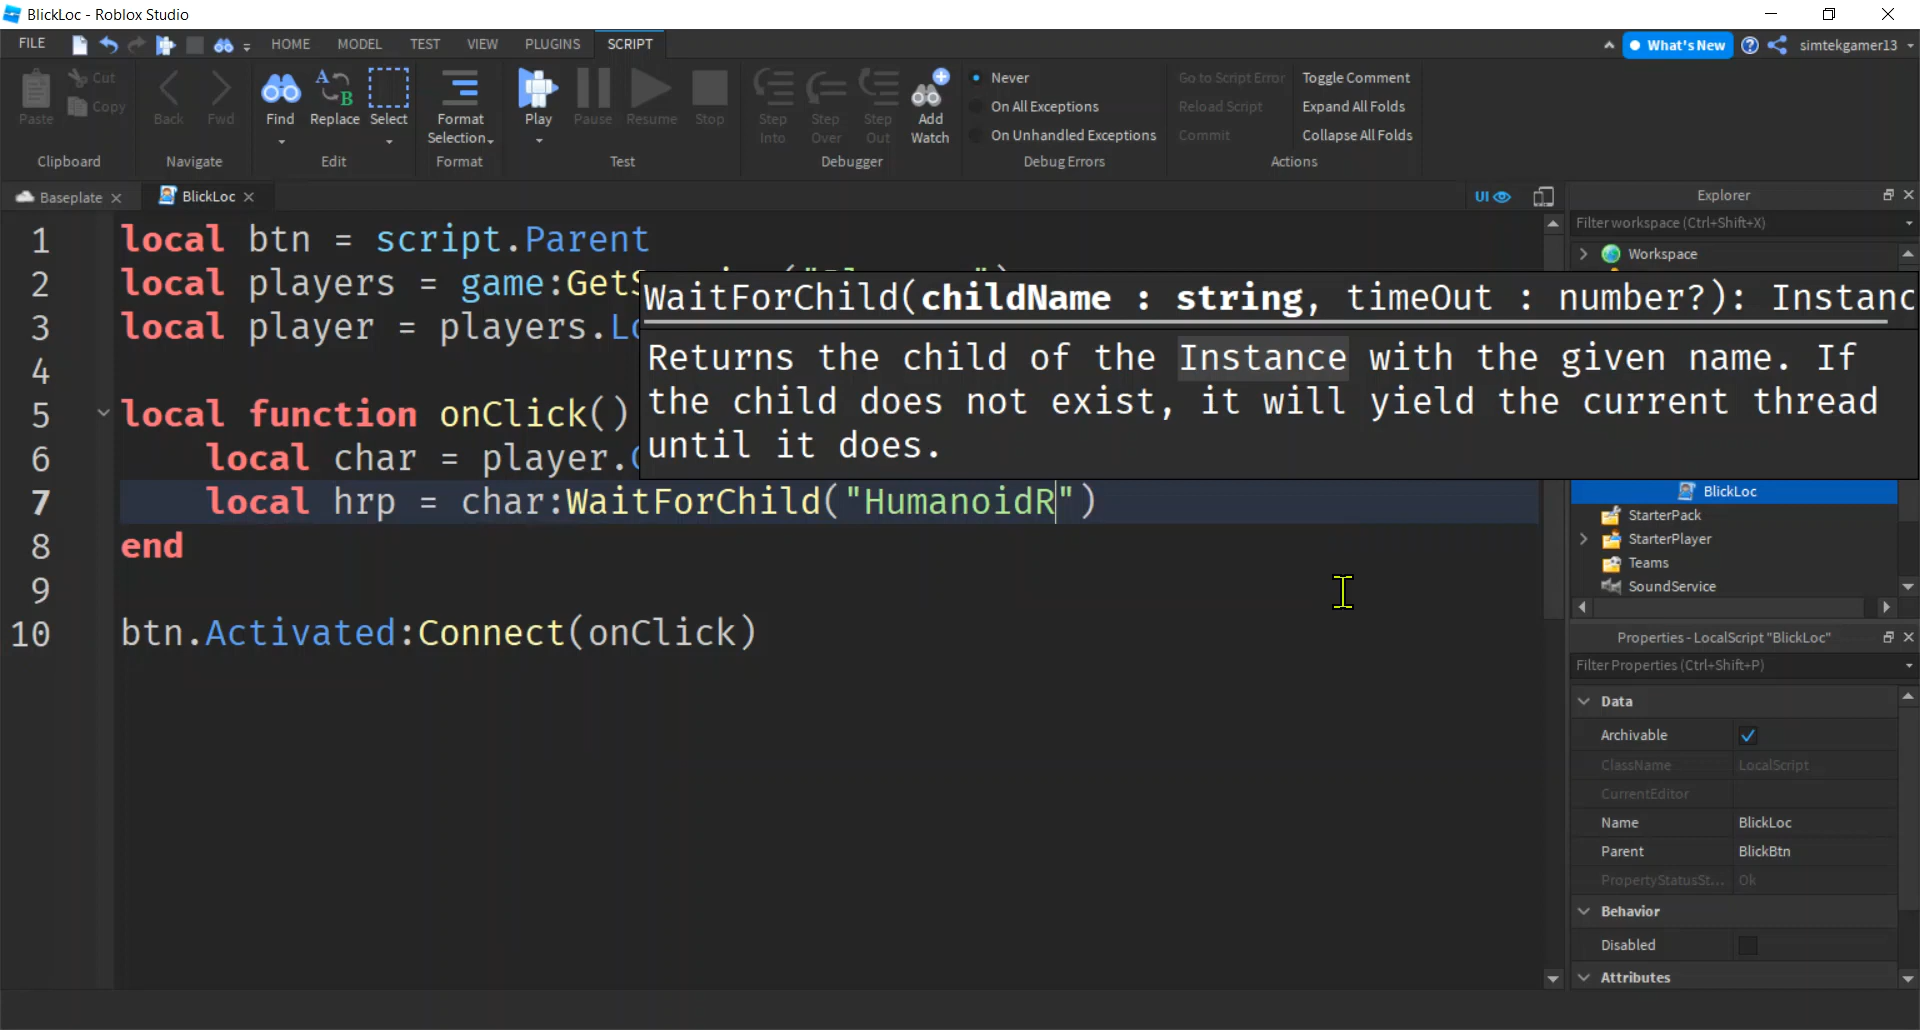 BlickLoc - Roblox Studio
FILE HOME MODEL TEST VIEW PLUGINS SCRIPT What's New simtekgamer13
Paste Cut Copy Back Fwd Find Replace Select Format Selection Play Pause Resume Stop Step Into Step Over Step Out Add Watch
Never Go to Script Error Toggle Comment
On All Exceptions Reload Script Expand All Folds
On Unhandled Exceptions Commit Collapse All Folds
Clipboard Navigate Edit Format Test Debugger Debug Errors Actions
Baseplate BlickLoc UI Explorer
Filter workspace (Ctrl+Shift+X)
Workspace
1 local btn = script.Parent
2 local players = game:GetS
3 local player = players.Lo
4
5 local function onClick()
6 local char = player.
7 local hrp = char:WaitForChild("HumanoidR")
8 end
9
10 btn.Activated:Connect(onClick)
WaitForChild(childName : string, timeOut : number?): Instanc
Returns the child of the Instance with the given name. If
the child does not exist, it will yield the current thread
until it does.
BlickLoc
StarterPack
StarterPlayer
Teams
SoundService
Properties - LocalScript "BlickLoc"
Filter Properties (Ctrl+Shift+P)
Data
Archivable
ClassName LocalScript
CurrentEditor
Name BlickLoc
Parent BlickBtn
PropertyStatusSt... Ok
Behavior
Disabled
Attributes